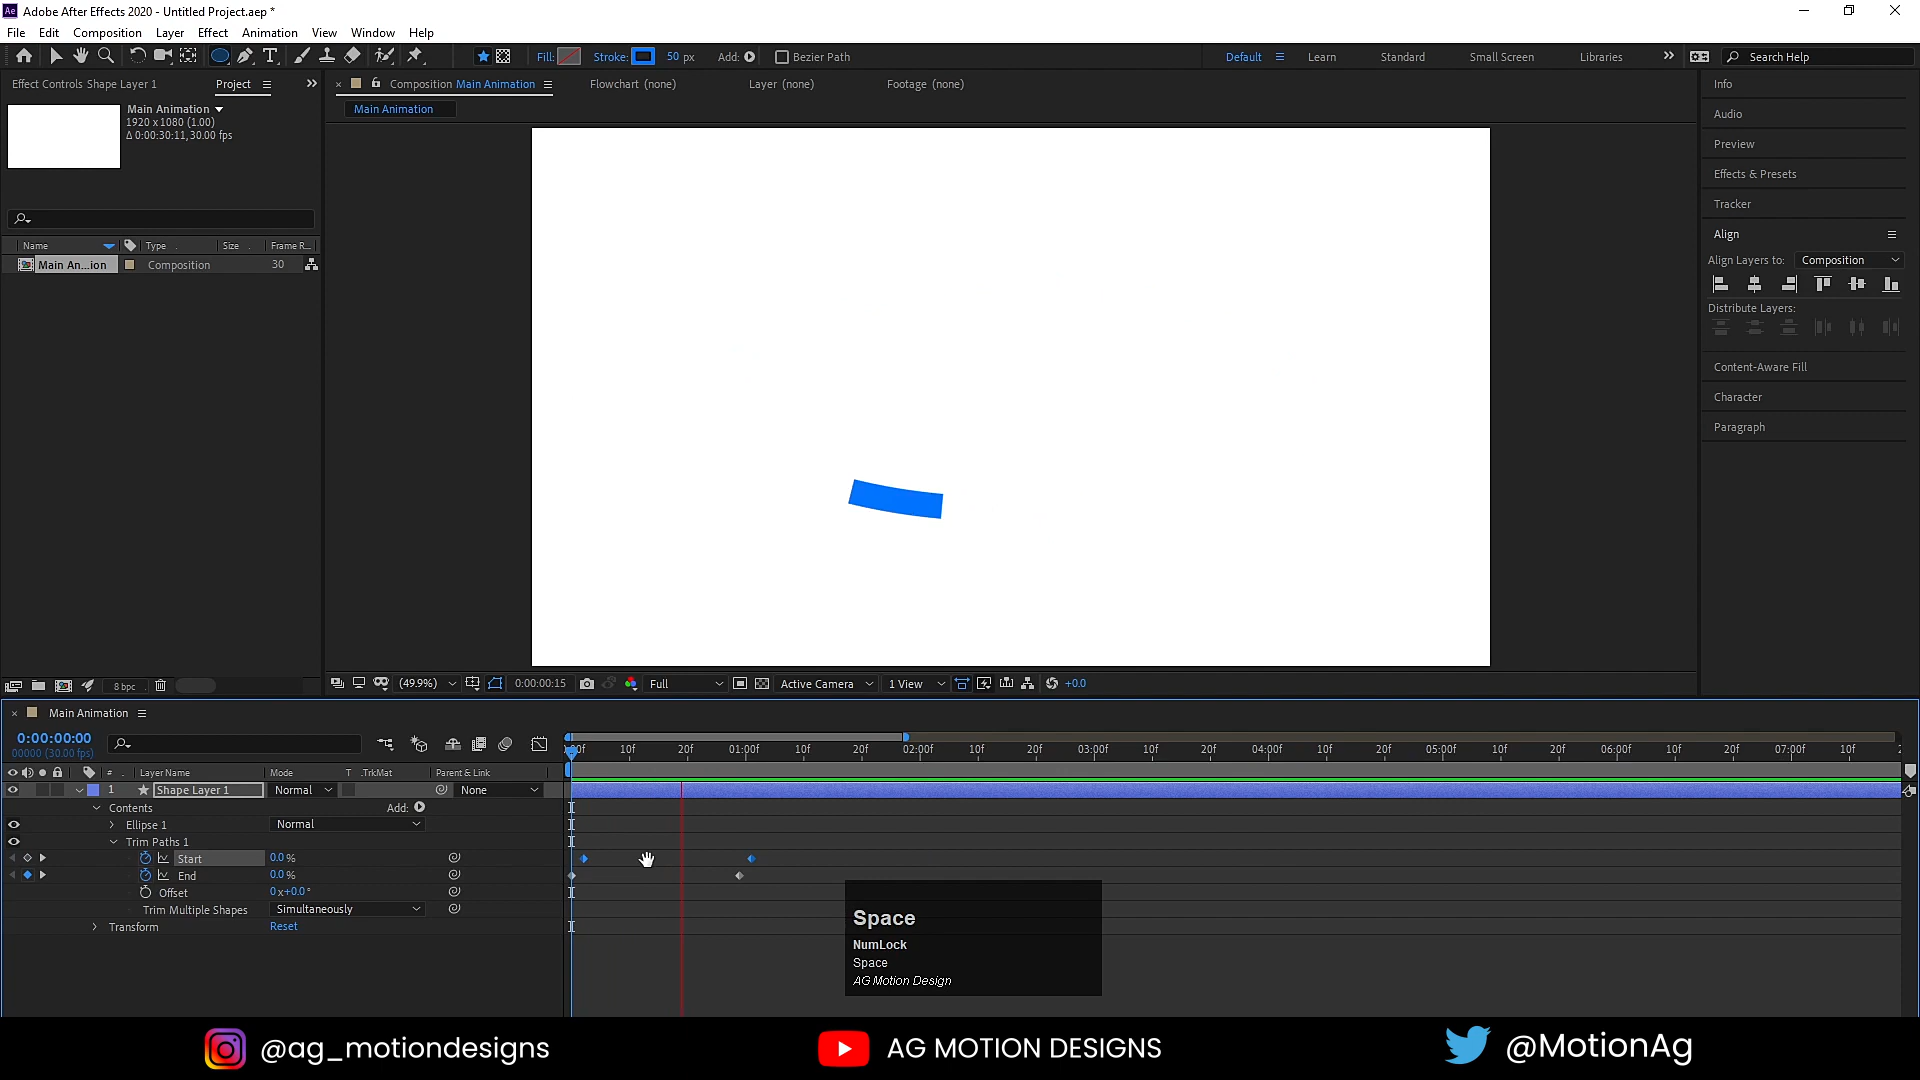 Ae Adobe After Effects 2020 - Untitled Project.aep *
File Edit Composition Layer Effect Animation View Window Help
Fill: Stroke: 50 px Add: Bezier Path Default Learn Standard Small Screen Libraries Search Help
Effect Controls Shape Layer 1 Project
Composition Main Animation Flowchart (none) Layer (none) Footage (none)
Main Animation
Main Animation
1920 x 1080 (1.00)
Δ 0:00:30:11, 30.00 fps
Name Type Size Frame R...
Main An...ion Composition 30
Info
Audio
Preview
Effects & Presets
Tracker
Align
Align Layers to: Composition
Distribute Layers:
Content-Aware Fill
Character
Paragraph
8 bpc
(49.9%) 0:00:00:15 Full Active Camera 1 View +0.0
Main Animation
0:00:00:00
00000 (30.00 fps)
10f 20f 01:00f 10f 20f 02:00f 10f 20f 03:00f 10f 20f 04:00f 10f 20f 05:00f 10f 20f 06:00f 10f 20f 07:00f 10f
# Layer Name Mode T .TrkMat Parent & Link
1 Shape Layer 1 Normal None
Contents Add:
Ellipse 1 Normal
Trim Paths 1
Start 0.0 %
End 0.0 %
Offset 0x+0.0°
Trim Multiple Shapes Simultaneously
Transform Reset
Space
NumLock
Space
AG Motion Design
@ag_motiondesigns AG MOTION DESIGNS @MotionAg